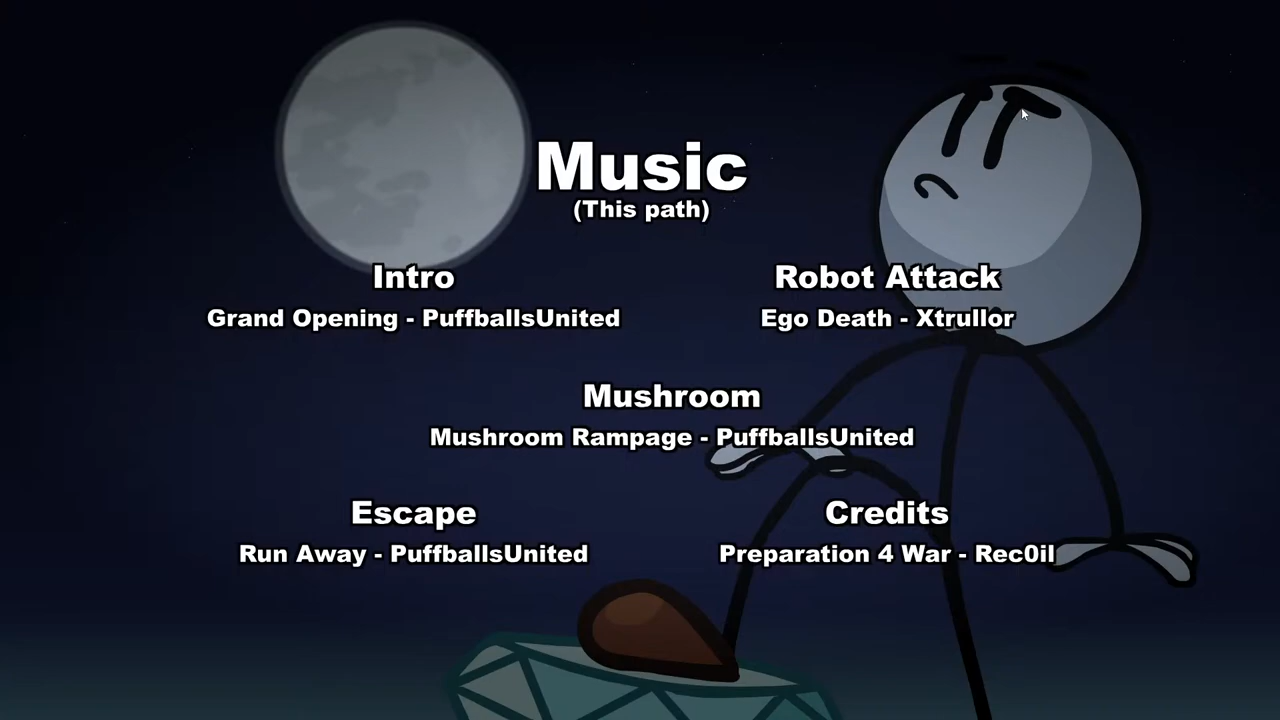 Music
(This path)
Intro
Grand Opening - PuffballsUnited
Robot Attack
Ego Death - Xtrullor
Mushroom
Mushroom Rampage - PuffballsUnited
Escape
Run Away - PuffballsUnited
Credits
Preparation 4 War - Rec0il